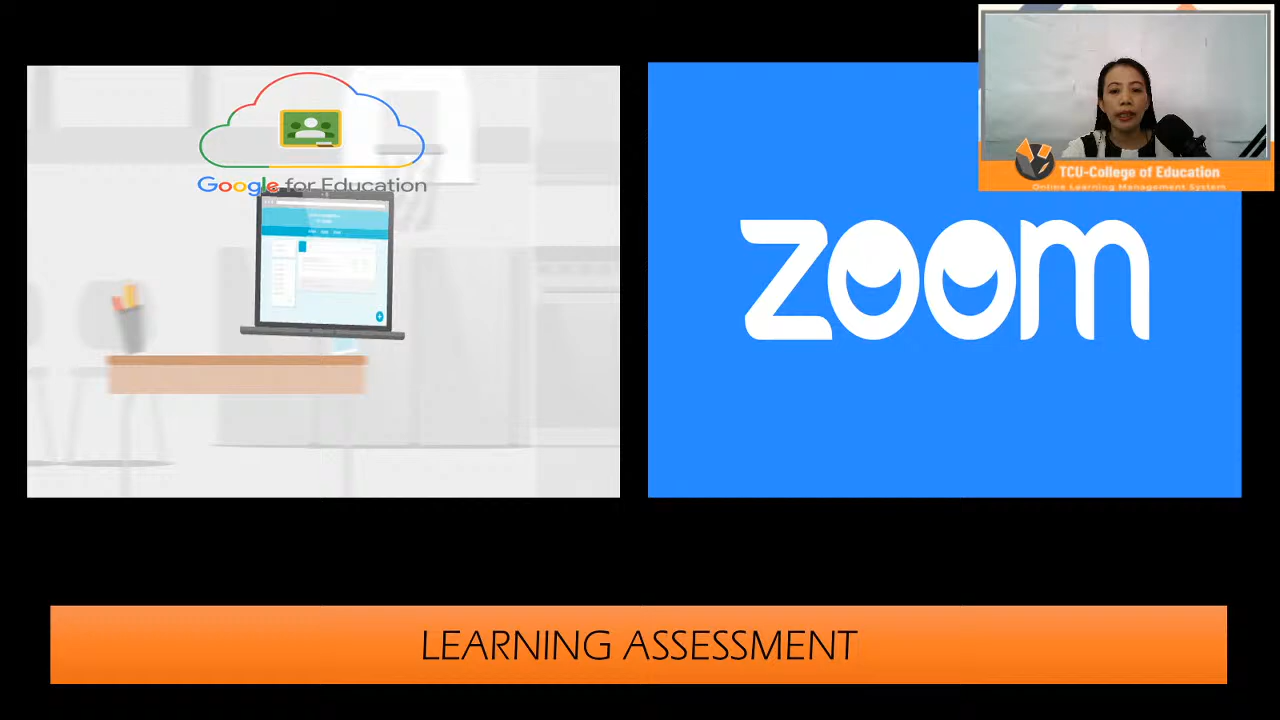 TCU-College of Education
Online Learning Management System
Google for Education
zoom
LEARNING ASSESSMENT